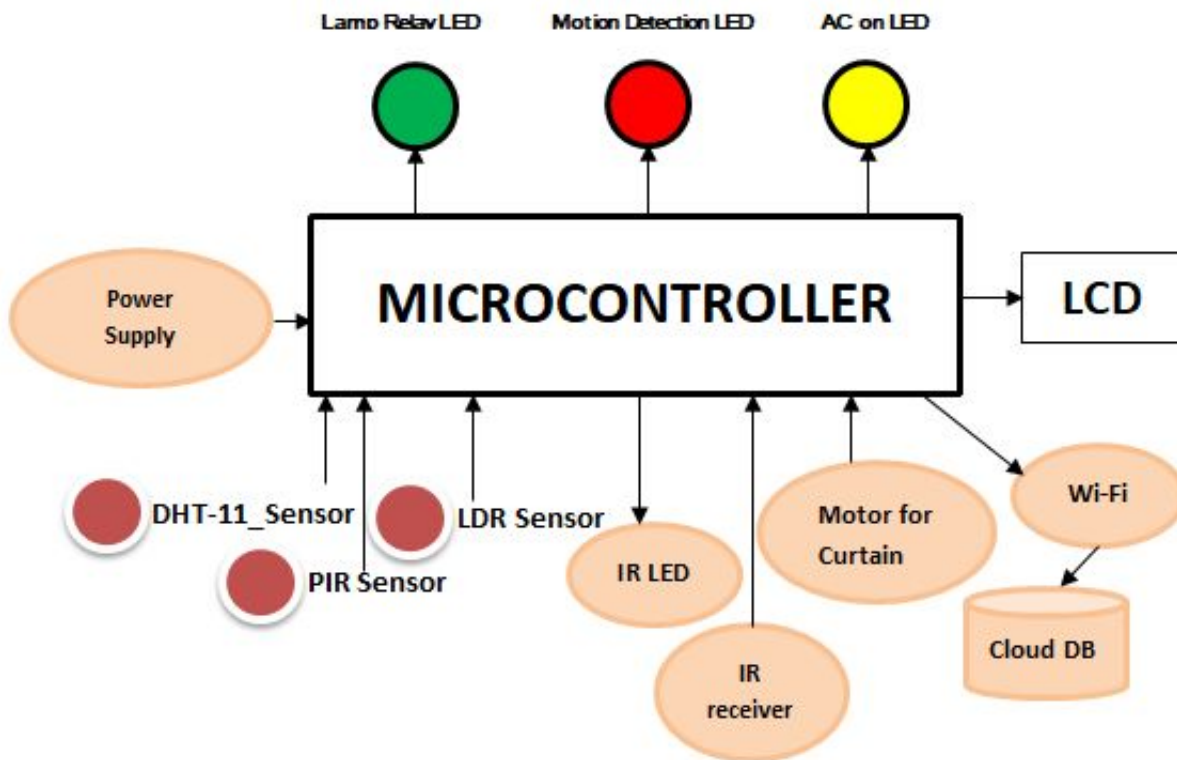 Lamp Relay LED
Motion Detection LED
AC on LED
Power
Supply
MICROCONTROLLER
LCD
DHT-11_Sensor
LDR Sensor
PIR Sensor
IR LED
Motor for
Curtain
Wi-Fi
Cloud DB
IR
receiver